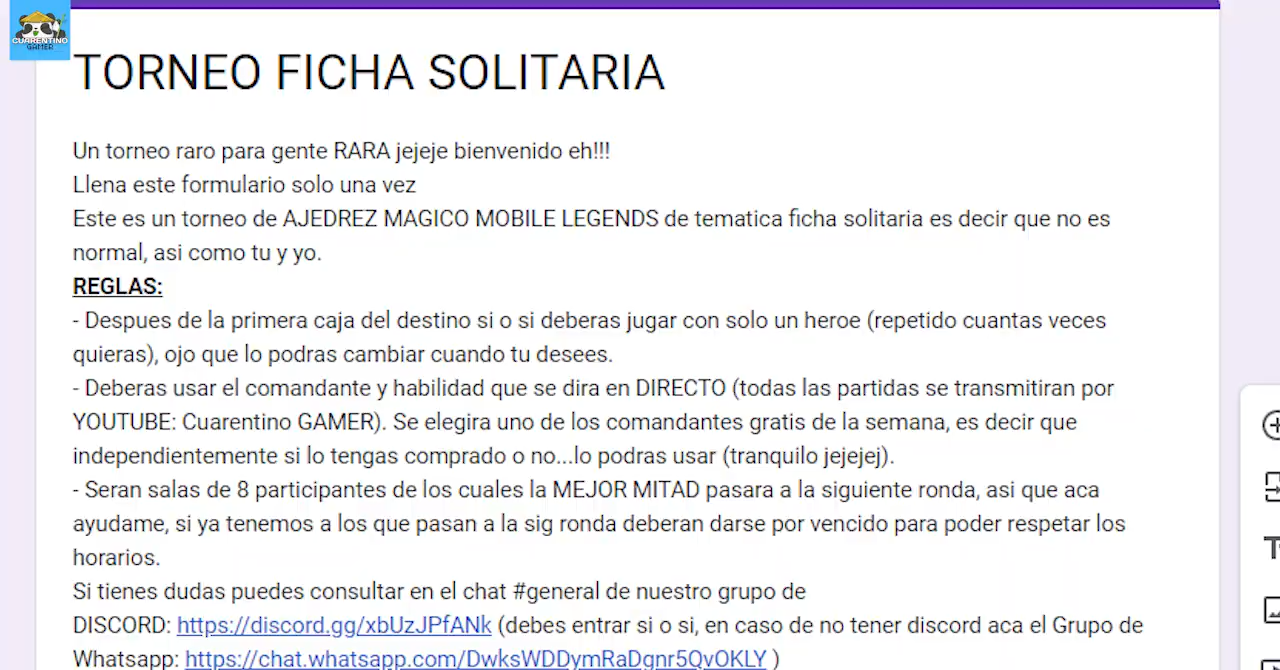 CUARENTINO
GAMER
TORNEO FICHA SOLITARIA
Un torneo raro para gente RARA jejeje bienvenido eh!!!
Llena este formulario solo una vez
Este es un torneo de AJEDREZ MAGICO MOBILE LEGENDS de tematica ficha solitaria es decir que no es
normal, asi como tu y yo.
REGLAS:
- Despues de la primera caja del destino si o si deberas jugar con solo un heroe (repetido cuantas veces
quieras), ojo que lo podras cambiar cuando tu desees.
- Deberas usar el comandante y habilidad que se dira en DIRECTO (todas las partidas se transmitiran por
YOUTUBE: Cuarentino GAMER). Se elegira uno de los comandantes gratis de la semana, es decir que
independientemente si lo tengas comprado o no...lo podras usar (tranquilo jejejej).
- Seran salas de 8 participantes de los cuales la MEJOR MITAD pasara a la siguiente ronda, asi que aca
ayudame, si ya tenemos a los que pasan a la sig ronda deberan darse por vencido para poder respetar los
horarios.
Si tienes dudas puedes consultar en el chat #general de nuestro grupo de
DISCORD: https://discord.gg/xbUzJPfANk (debes entrar si o si, en caso de no tener discord aca el Grupo de
Whatsapp: https://chat.whatsapp.com/DwksWDDymRaDgnr5QvOKLY )